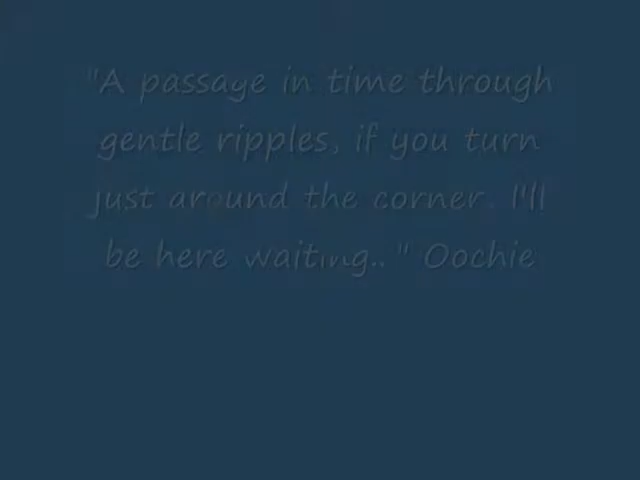 "A passage in time through
gentle ripples, if you turn
just around the corner. I'll
be here waiting.. " Oochie